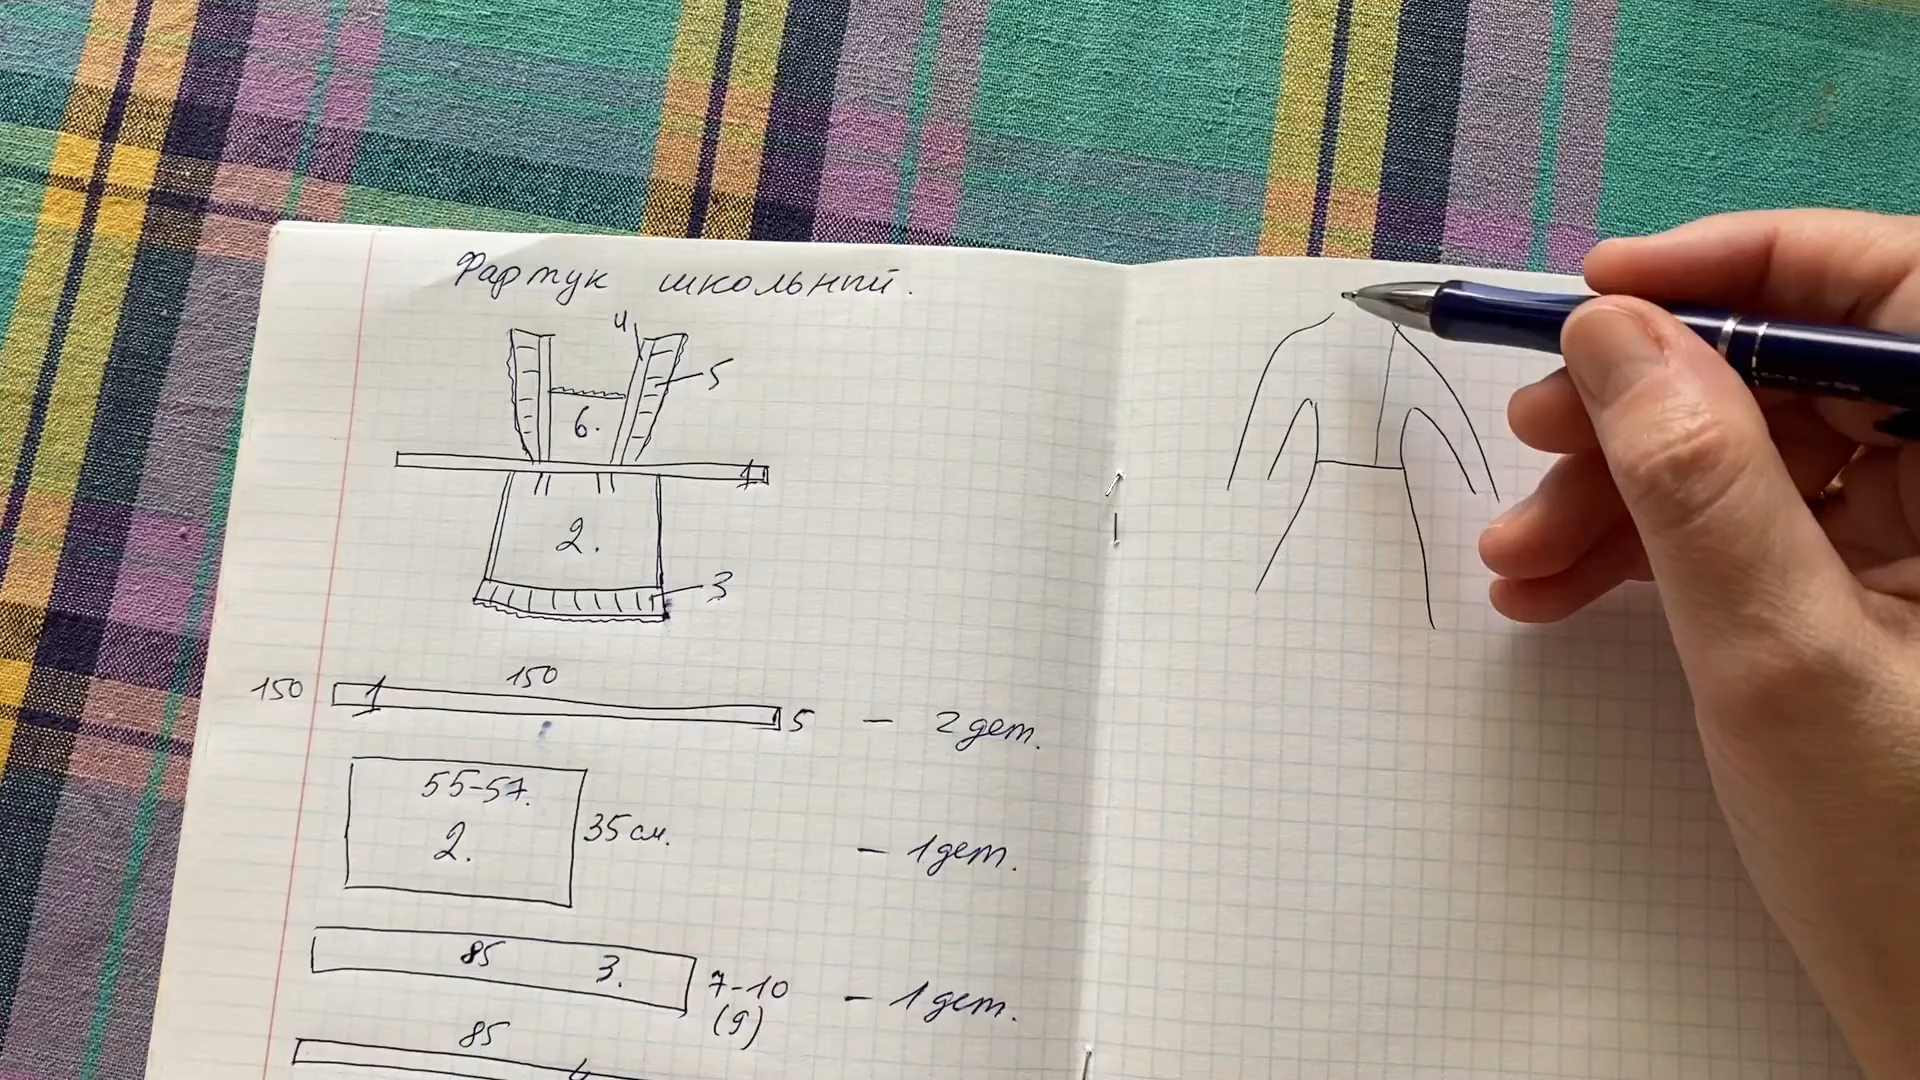 Фартук школьный.
4
5
6.
1
2.
3
150 1 150 5 - 2 дет.
55-57.
2. 35 см. - 1 дет.
85 3. 7-10 - 1 дет.
(9)
85